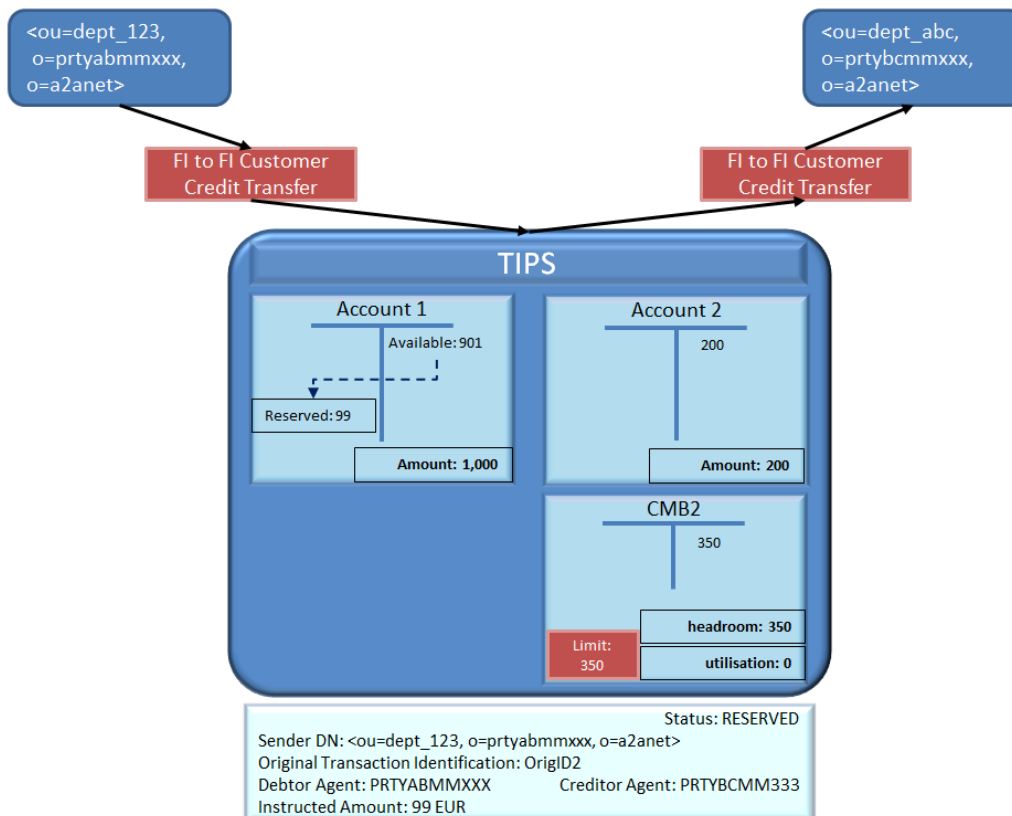 <ou=dept_123,
o=prtyabmmxxx,
o=a2anet>
<ou=dept_abc,
o=prtybcmmxxx,
o=a2anet>
FI to FI Customer
Credit Transfer
FI to FI Customer
Credit Transfer
TIPS
Account 1
Available: 901
Reserved: 99
Amount: 1,000
Account 2
200
Amount: 200
CMB2
350
headroom: 350
Limit:
350
utilisation: 0
Status: RESERVED
Sender DN: <ou=dept_123, o=prtyabmmxxx, o=a2anet>
Original Transaction Identification: OrigID2
Debtor Agent: PRTYABMMXXX Creditor Agent: PRTYBCMM333
Instructed Amount: 99 EUR